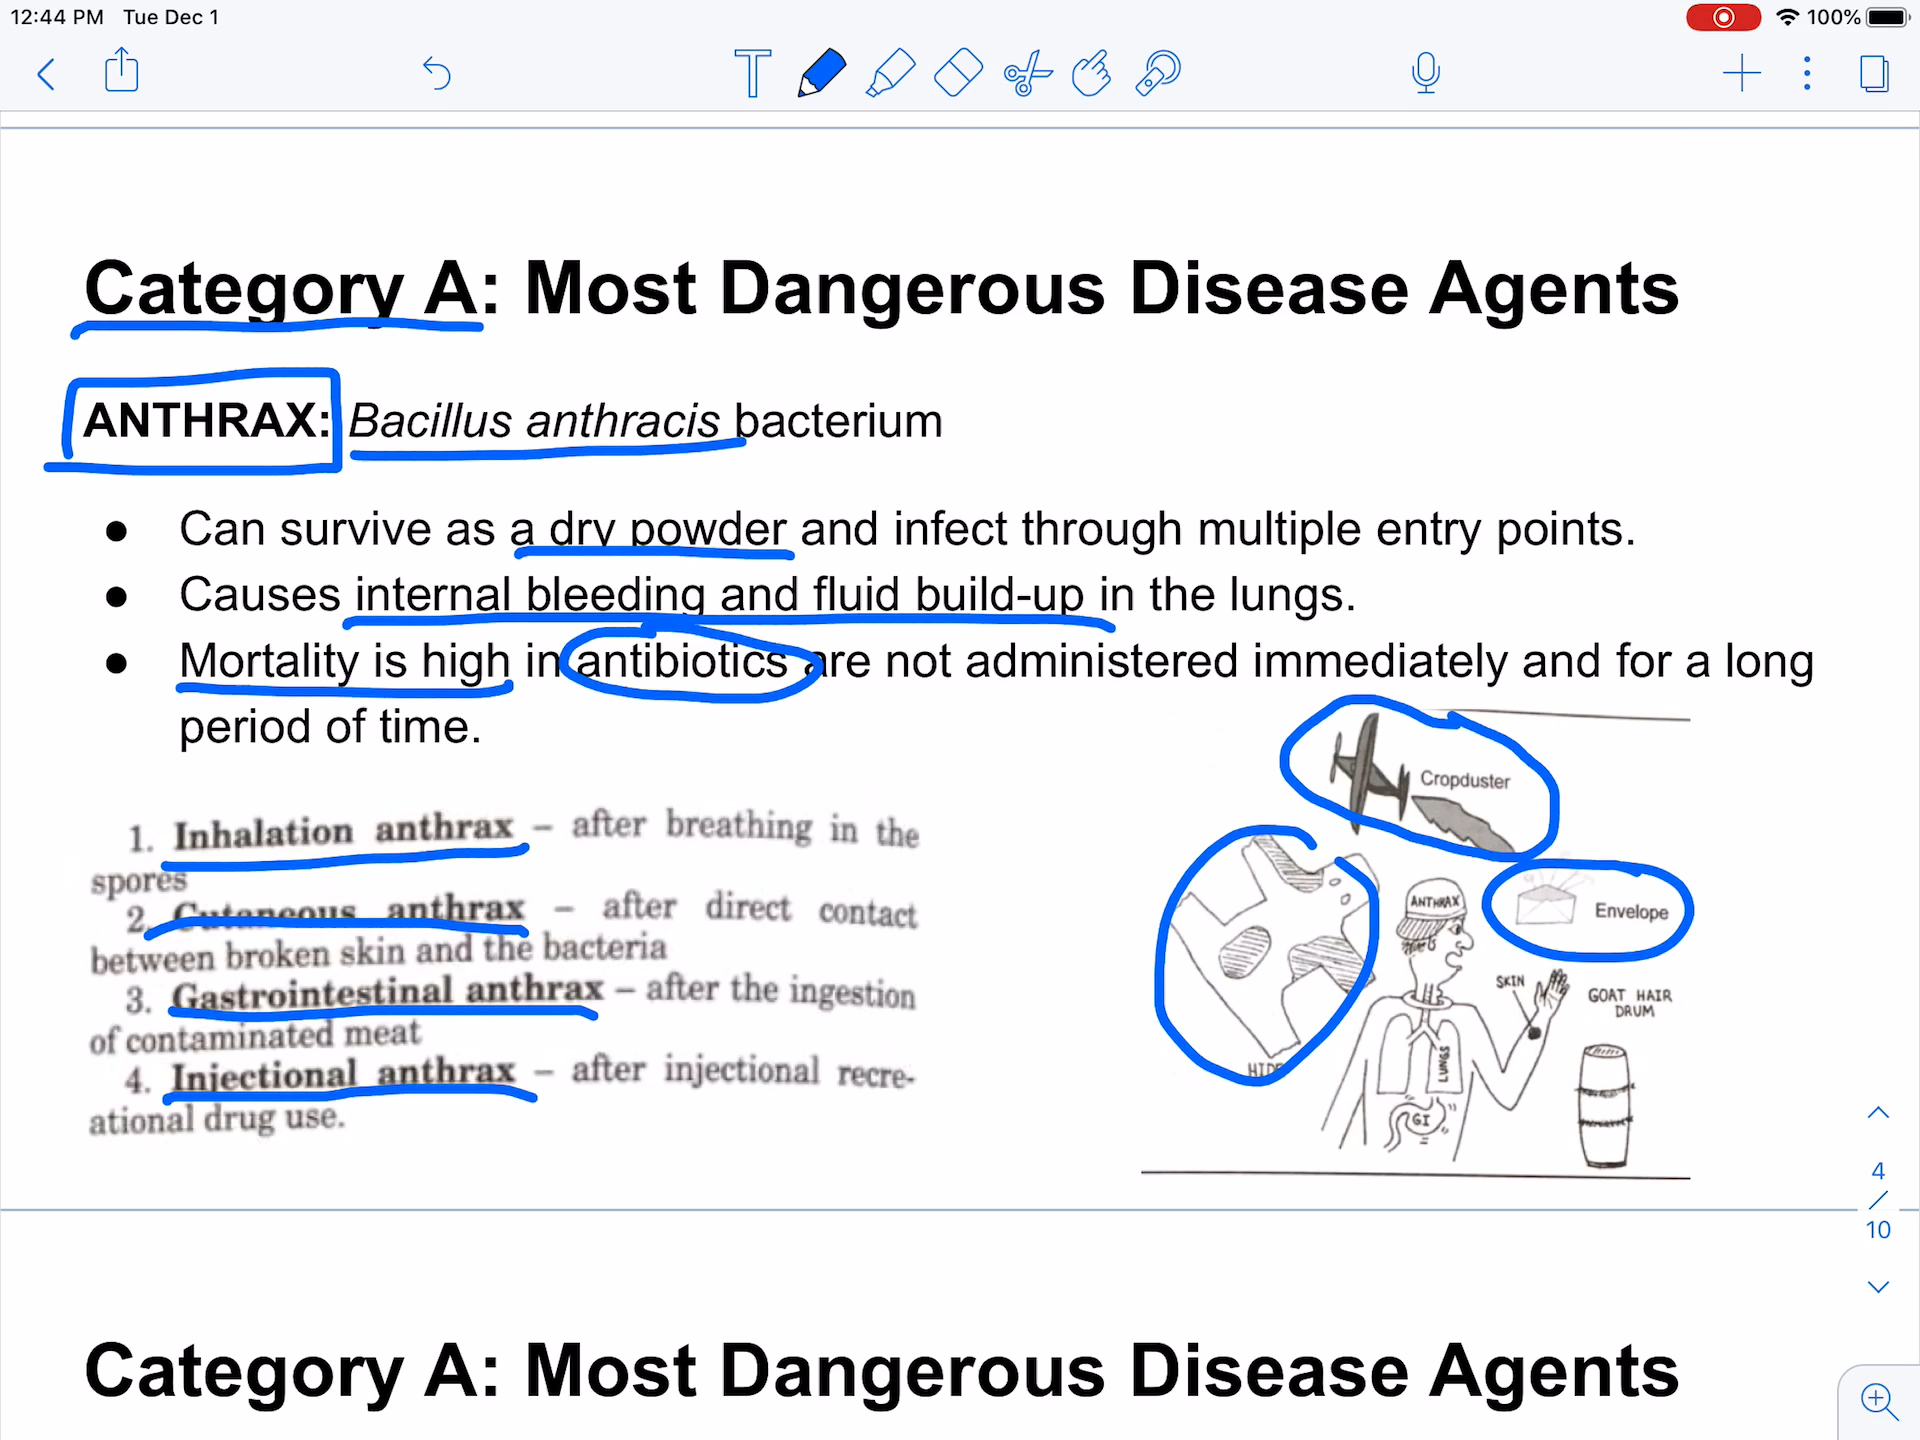 12:44 PM Tue Dec 1
100%
Category A: Most Dangerous Disease Agents
ANTHRAX: Bacillus anthracis bacterium
● Can survive as a dry powder and infect through multiple entry points.
● Causes internal bleeding and fluid build-up in the lungs.
● Mortality is high in antibiotics are not administered immediately and for a long
period of time.
1. Inhalation anthrax – after breathing in the
spores
2. Cutaneous anthrax – after direct contact
between broken skin and the bacteria
3. Gastrointestinal anthrax – after the ingestion
of contaminated meat
4. Injectional anthrax – after injectional recre-
ational drug use.
Cropduster
ANTHRAX
Envelope
SKIN
GOAT HAIR
DRUM
LUNGS
HIDE
GI
4
/
10
Category A: Most Dangerous Disease Agents